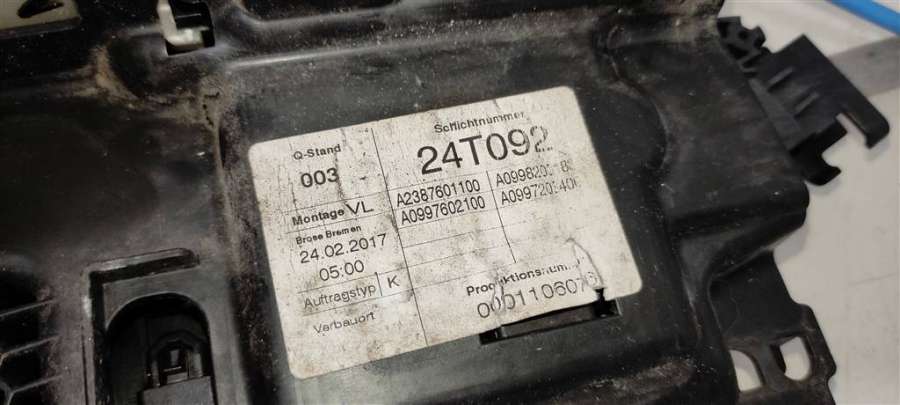 Q-Stand
003
Schichtnummer
24T092
Montage VL
A2387601100
A0997602100
Brose Bremen
24.02.2017
05:00
Auftragstyp K
Verbauort